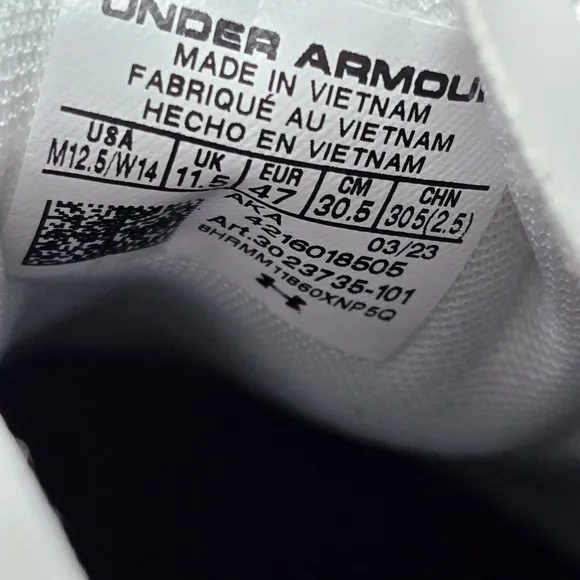 UNDER ARMOUR
MADE IN VIETNAM
FABRIQUÉ AU VIETNAM
HECHO EN VIETNAM
USA UK EUR CM CHN
M12.5/W14 11.5 47 30.5 305(2.5)
AKA 03/23
4216018505
Art.3023735-101
6HRMM11860XNP5Q